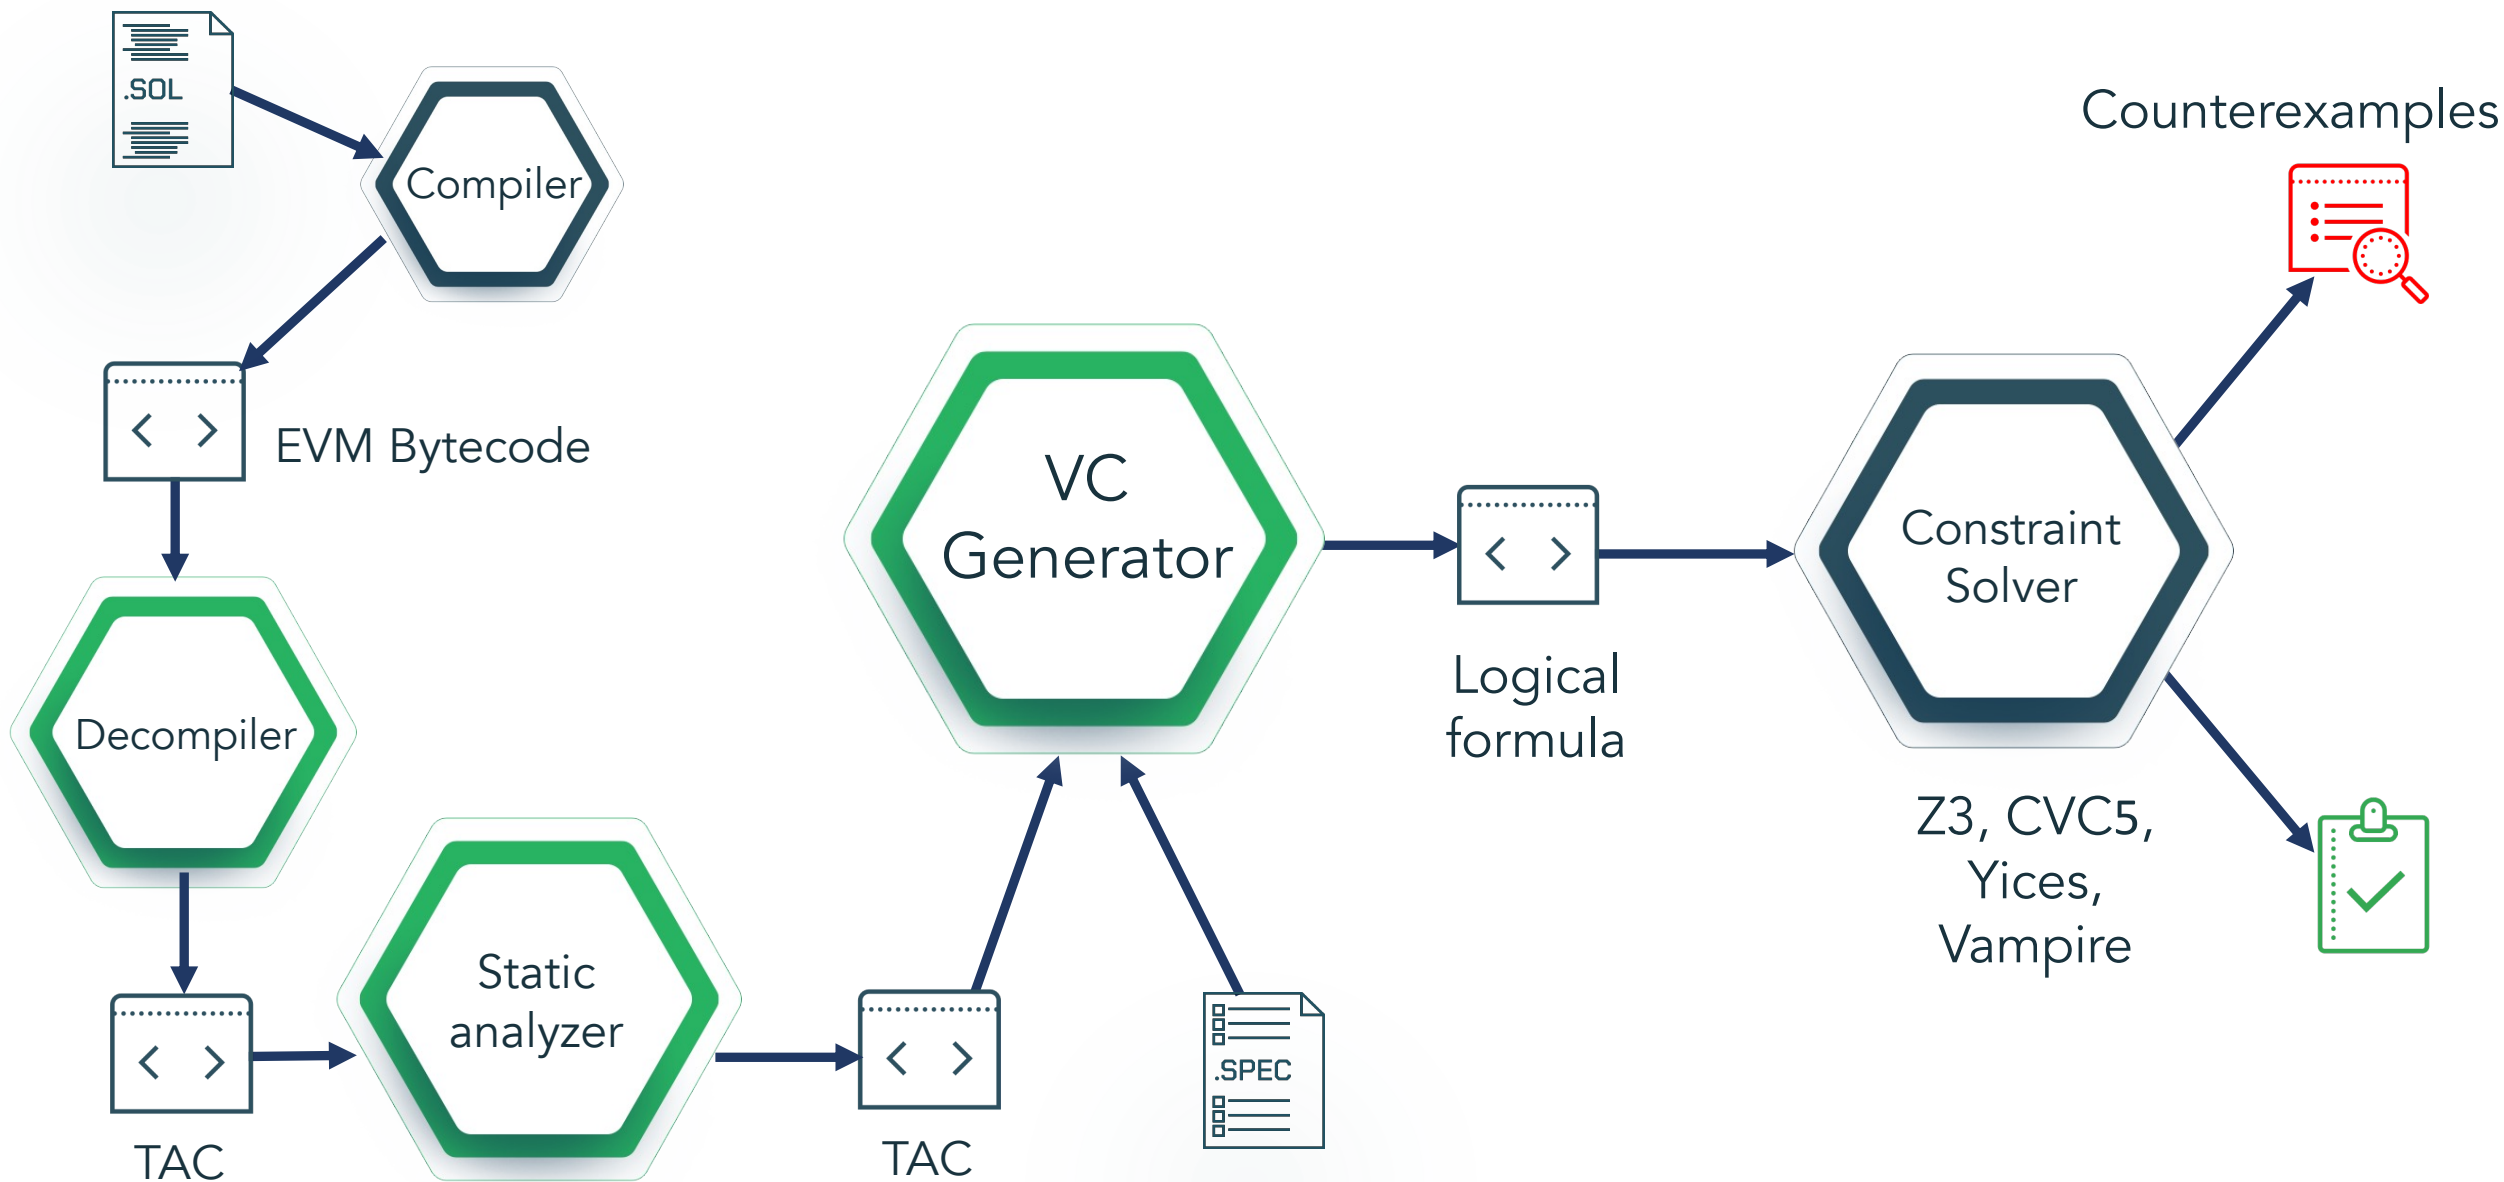 .SOL
Compiler
EVM Bytecode
Decompiler
TAC
Static
analyzer
TAC
.SPEC
VC
Generator
Logical
formula
Constraint
Solver
Z3, CVC5,
Yices,
Vampire
Counterexamples